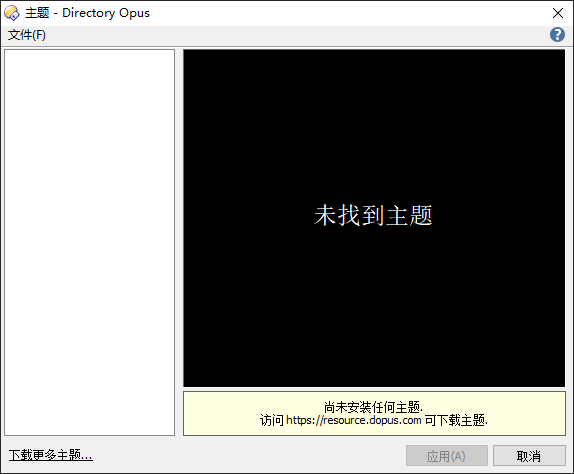 主题 - Directory Opus
文件(F)
未找到主题
尚未安装任何主题.
访问 https://resource.dopus.com 可下载主题.
下载更多主题...
应用(A)
取消